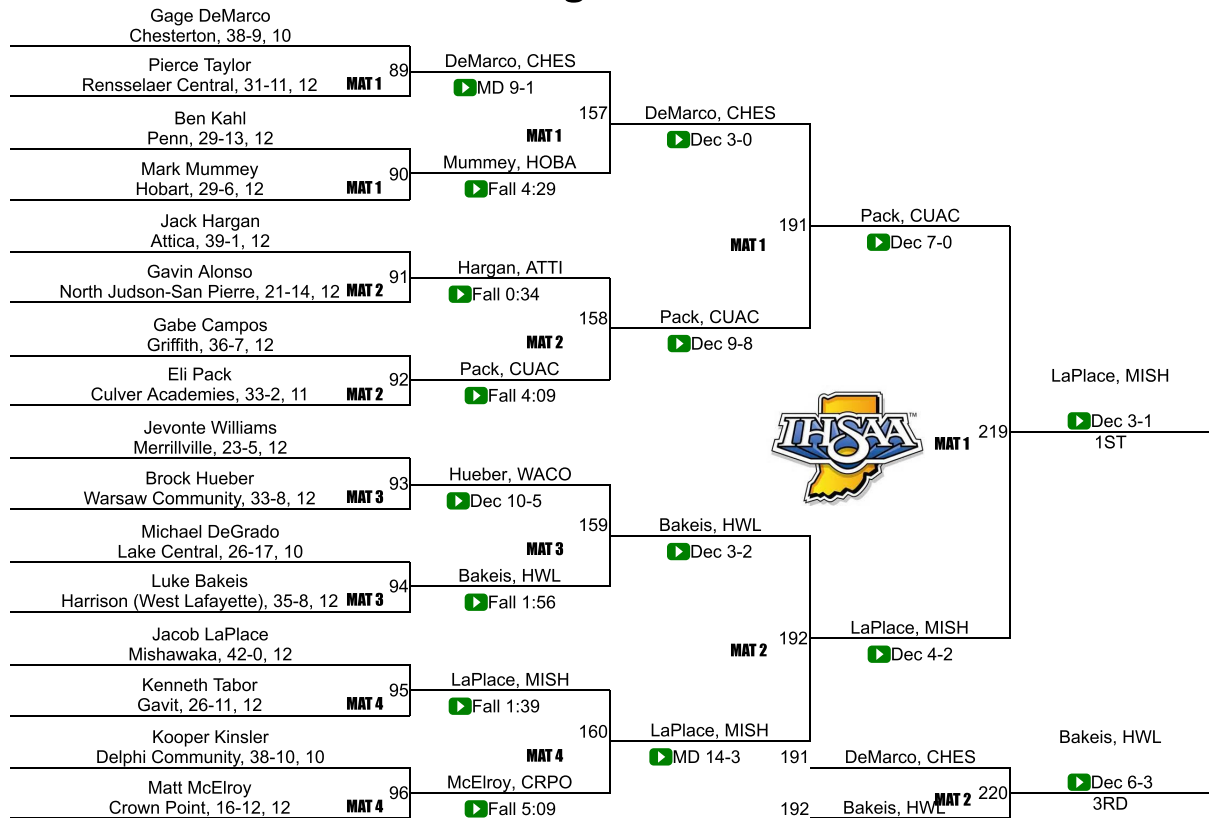 Gage DeMarco
Chesterton, 38-9, 10
Pierce Taylor
Rensselaer Central, 31-11, 12 MAT 1
89
DeMarco, CHES
MD 9-1
Ben Kahl
Penn, 29-13, 12
Mark Mummey
Hobart, 29-6, 12 MAT 1
90
Mummey, HOBA
Fall 4:29
157
MAT 1
DeMarco, CHES
Dec 3-0
Jack Hargan
Attica, 39-1, 12
Gavin Alonso
North Judson-San Pierre, 21-14, 12 MAT 2
91
Hargan, ATTI
Fall 0:34
Gabe Campos
Griffith, 36-7, 12
Eli Pack
Culver Academies, 33-2, 11 MAT 2
92
Pack, CUAC
Fall 4:09
158
MAT 2
Pack, CUAC
Dec 9-8
191
MAT 1
Pack, CUAC
Dec 7-0
Jevonte Williams
Merrillville, 23-5, 12
Brock Hueber
Warsaw Community, 33-8, 12 MAT 3
93
Hueber, WACO
Dec 10-5
Michael DeGrado
Lake Central, 26-17, 10
Luke Bakeis
Harrison (West Lafayette), 35-8, 12 MAT 3
94
Bakeis, HWL
Fall 1:56
159
MAT 3
Bakeis, HWL
Dec 3-2
Jacob LaPlace
Mishawaka, 42-0, 12
Kenneth Tabor
Gavit, 26-11, 12 MAT 4
95
LaPlace, MISH
Fall 1:39
Kooper Kinsler
Delphi Community, 38-10, 10
Matt McElroy
Crown Point, 16-12, 12 MAT 4
96
McElroy, CRPO
Fall 5:09
160
MAT 4
LaPlace, MISH
MD 14-3
192
MAT 2
LaPlace, MISH
Dec 4-2
IHSAA™
219
MAT 1
LaPlace, MISH
Dec 3-1
1ST
191
DeMarco, CHES
192
Bakeis, HWL
MAT 2
220
Bakeis, HWL
Dec 6-3
3RD